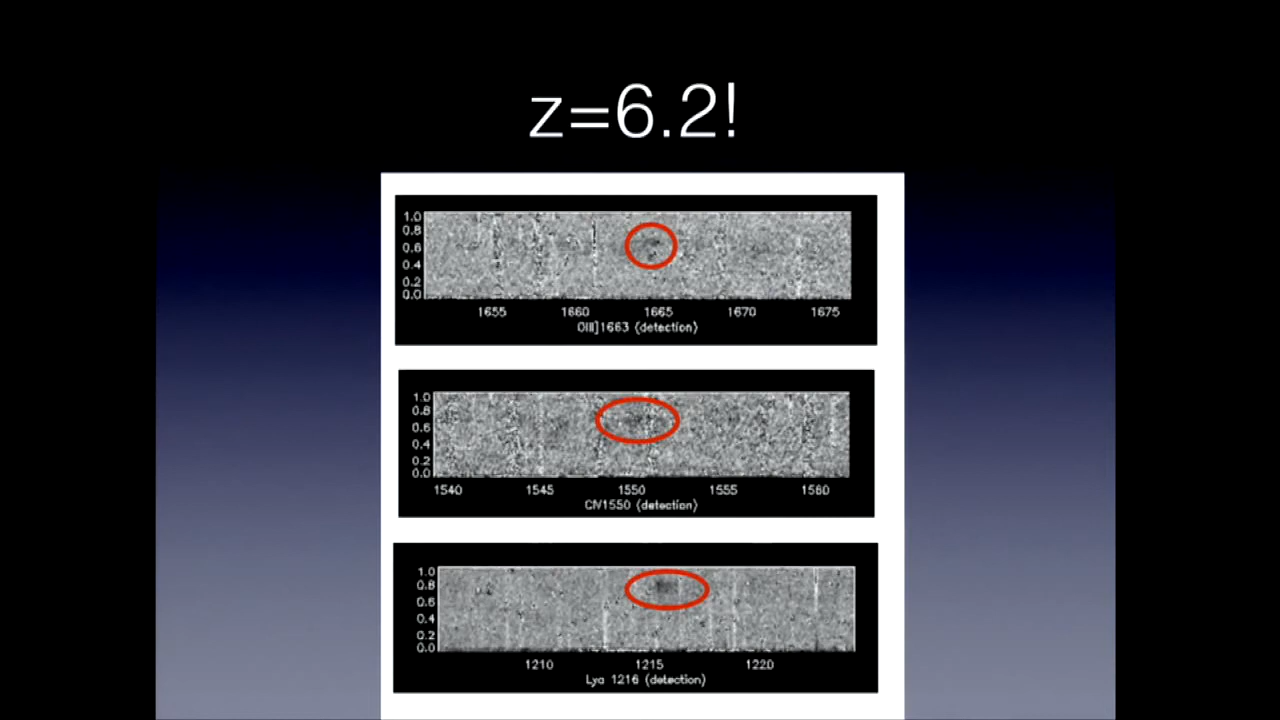 z=6.2!
1.0
0.8
0.6
0.4
0.2
0.0
1655 1660 1665 1670 1675
OIII]1663 (detection)
1.0
0.8
0.6
0.4
0.2
0.0
1540 1545 1550 1555 1560
CIV1550 (detection)
1.0
0.8
0.6
0.4
0.2
0.0
1210 1215 1220
Lya 1216 (detection)